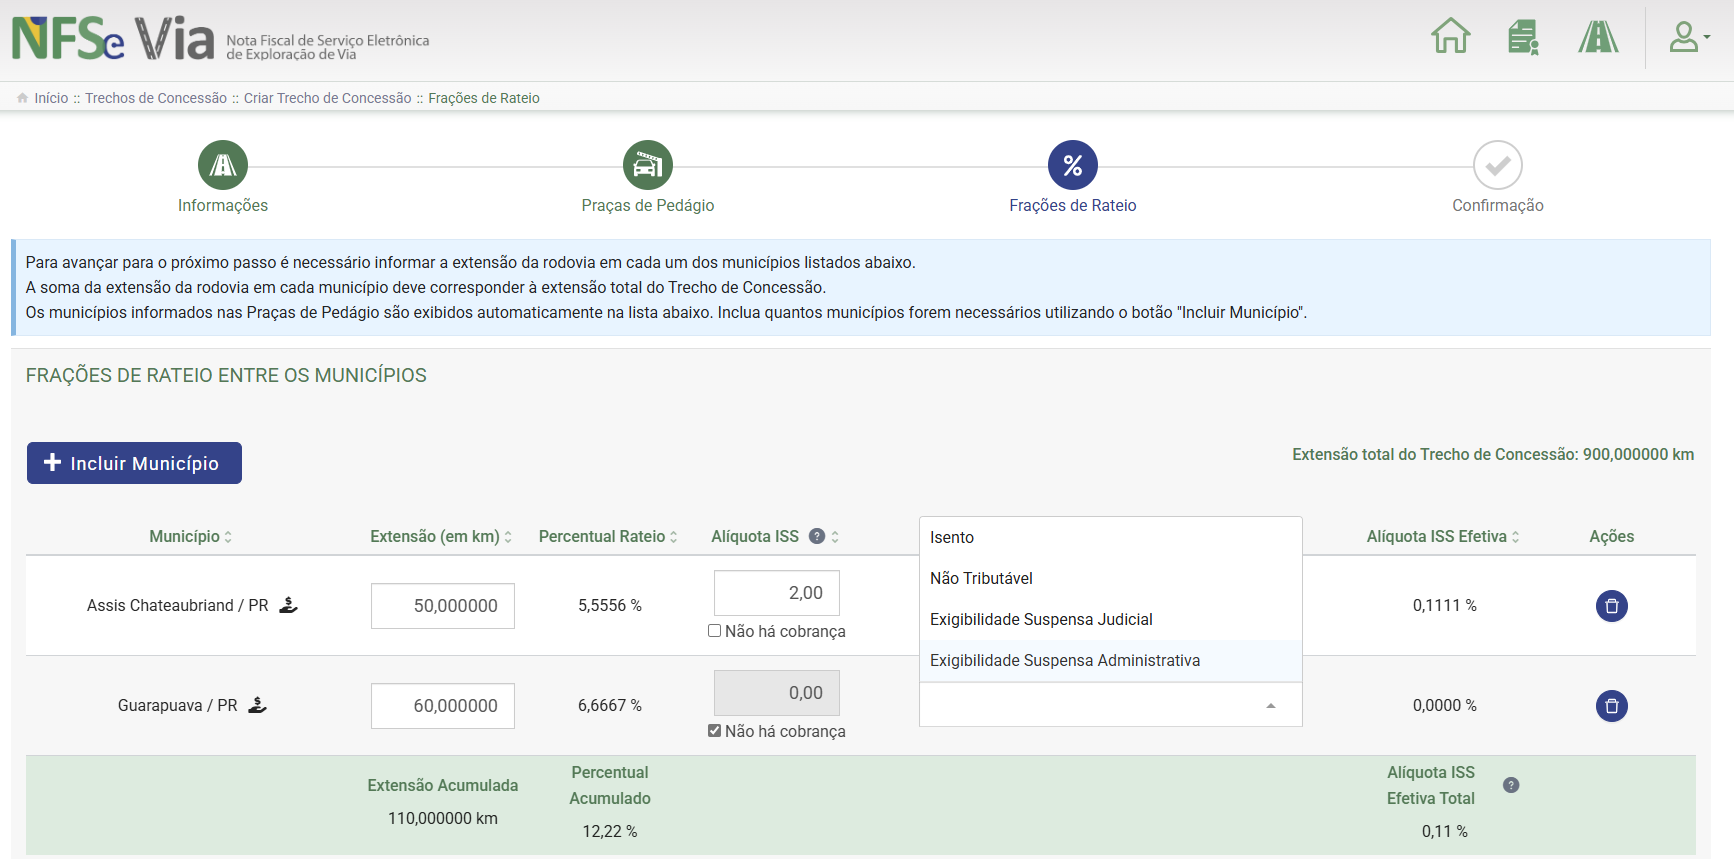 NFSe Via Nota Fiscal de Serviço Eletrônica
de Exploração de Via
Início :: Trechos de Concessão :: Criar Trecho de Concessão :: Frações de Rateio
%
Informações Praças de Pedágio Frações de Rateio Confirmação
Para avançar para o próximo passo é necessário informar a extensão da rodovia em cada um dos municípios listados abaixo.
A soma da extensão da rodovia em cada município deve corresponder à extensão total do Trecho de Concessão.
Os municípios informados nas Praças de Pedágio são exibidos automaticamente na lista abaixo. Inclua quantos municípios forem necessários utilizando o botão "Incluir Município".
FRAÇÕES DE RATEIO ENTRE OS MUNICÍPIOS
+ Incluir Município
Extensão total do Trecho de Concessão: 900,000000 km
Município Extensão (em km) Percentual Rateio Alíquota ISS ? Alíquota ISS Efetiva Ações
Isento
Não Tributável
Exigibilidade Suspensa Judicial
Exigibilidade Suspensa Administrativa
Assis Chateaubriand / PR 50,000000 5,5556 % 2,00 0,1111 %
Não há cobrança
Guarapuava / PR 60,000000 6,6667 % 0,00 0,0000 %
Não há cobrança
Extensão Acumulada
110,000000 km
Percentual
Acumulado
12,22 %
Alíquota ISS
Efetiva Total ?
0,11 %